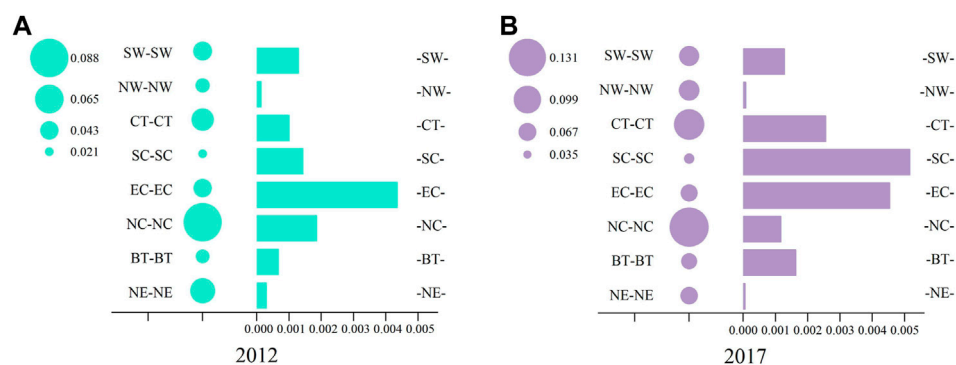 A
0.088
0.065
0.043
0.021
SW-SW
NW-NW
CT-CT
SC-SC
EC-EC
NC-NC
BT-BT
NE-NE
-SW-
-NW-
-CT-
-SC-
-EC-
-NC-
-BT-
-NE-
0.000 0.001 0.002 0.003 0.004 0.005
2012
B
0.131
0.099
0.067
0.035
SW-SW
NW-NW
CT-CT
SC-SC
EC-EC
NC-NC
BT-BT
NE-NE
-SW-
-NW-
-CT-
-SC-
-EC-
-NC-
-BT-
-NE-
0.000 0.001 0.002 0.003 0.004 0.005
2017